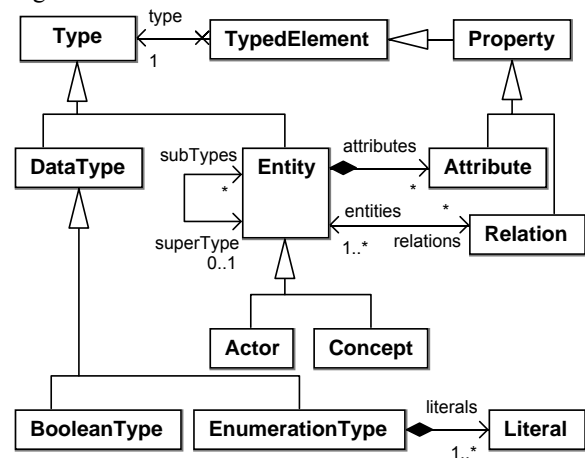 type
Type
TypedElement
Property
1
subTypes
Entity
attributes
DataType
Attribute
*
*
entities
*
superType
0..1
1..*
relations
Relation
Actor
Concept
literals
BooleanType
EnumerationType
Literal
1..*